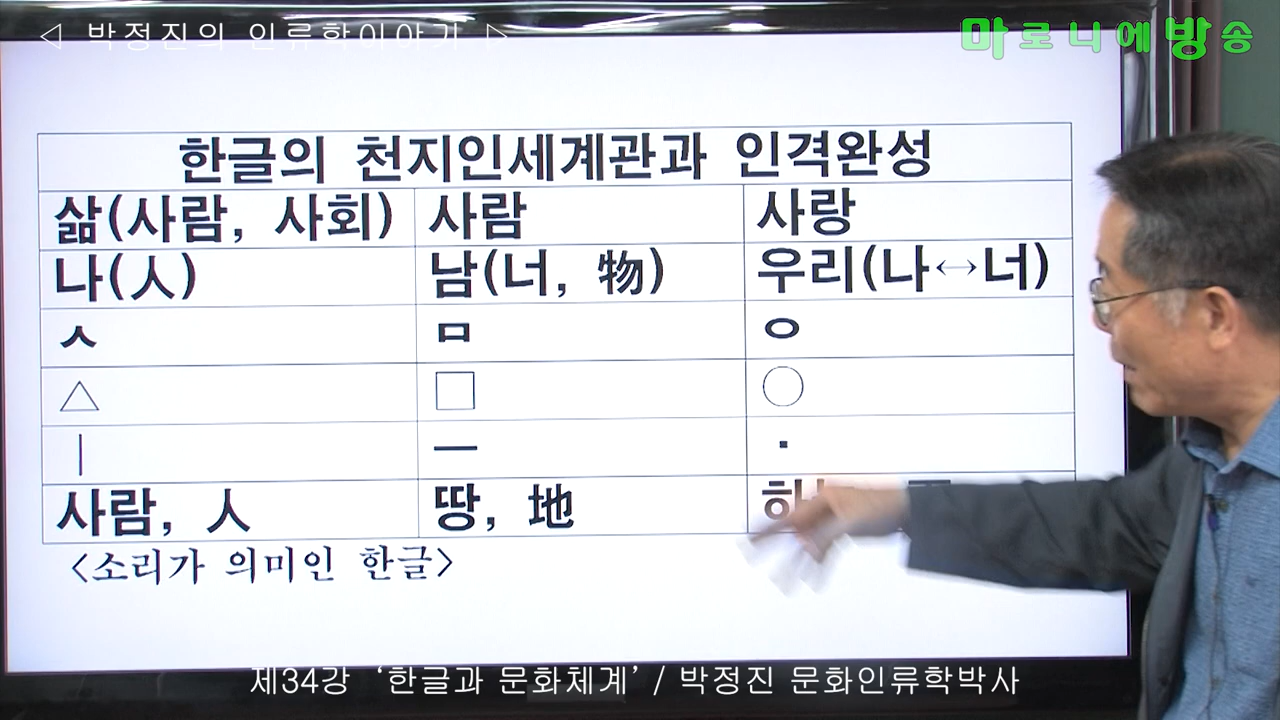 ◁ 박정진의 인류학이야기 ▷
마로니에방송
한글의 천지인세계관과 인격완성
삶(사람, 사회) 사람 사랑
나(人) 남(너, 物) 우리(나↔너)
ㅅ ㅁ ㅇ
△ □ ○
| ㅡ ·
사람, 人 땅, 地
<소리가 의미인 한글>
제34강 ‘한글과 문화체계’ / 박정진 문화인류학박사